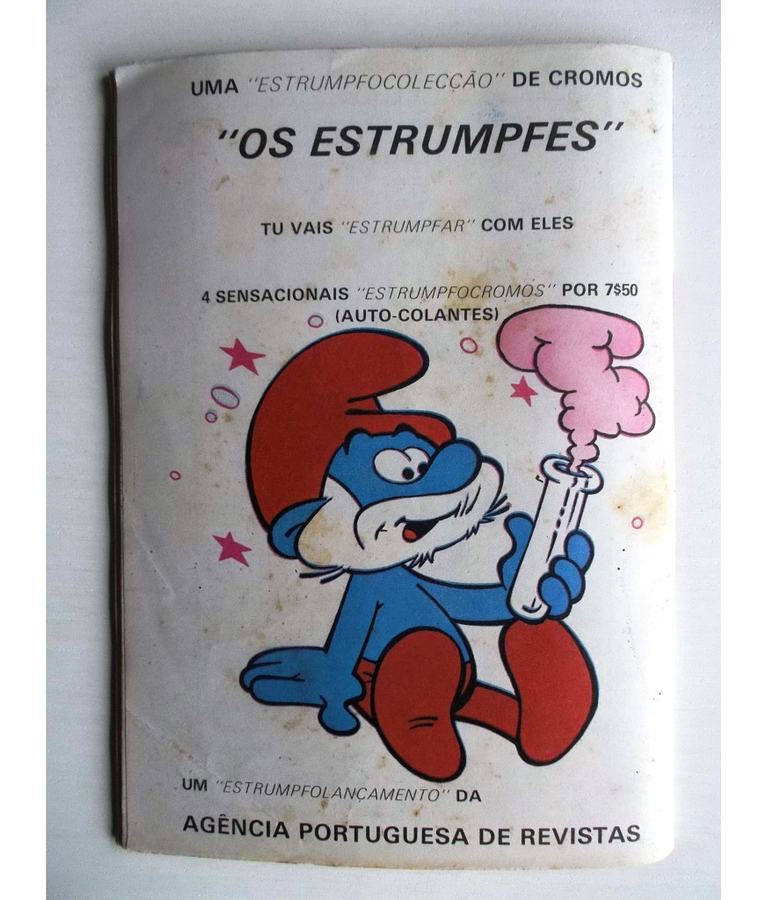 UMA "ESTRUMPFOCOLECÇÃO" DE CROMOS
"OS ESTRUMPFES"
TU VAIS "ESTRUMPFAR" COM ELES
4 SENSACIONAIS "ESTRUMPFOCROMOS" POR 7$50
(AUTO-COLANTES)
UM "ESTRUMPFOLANÇAMENTO" DA
AGÊNCIA PORTUGUESA DE REVISTAS